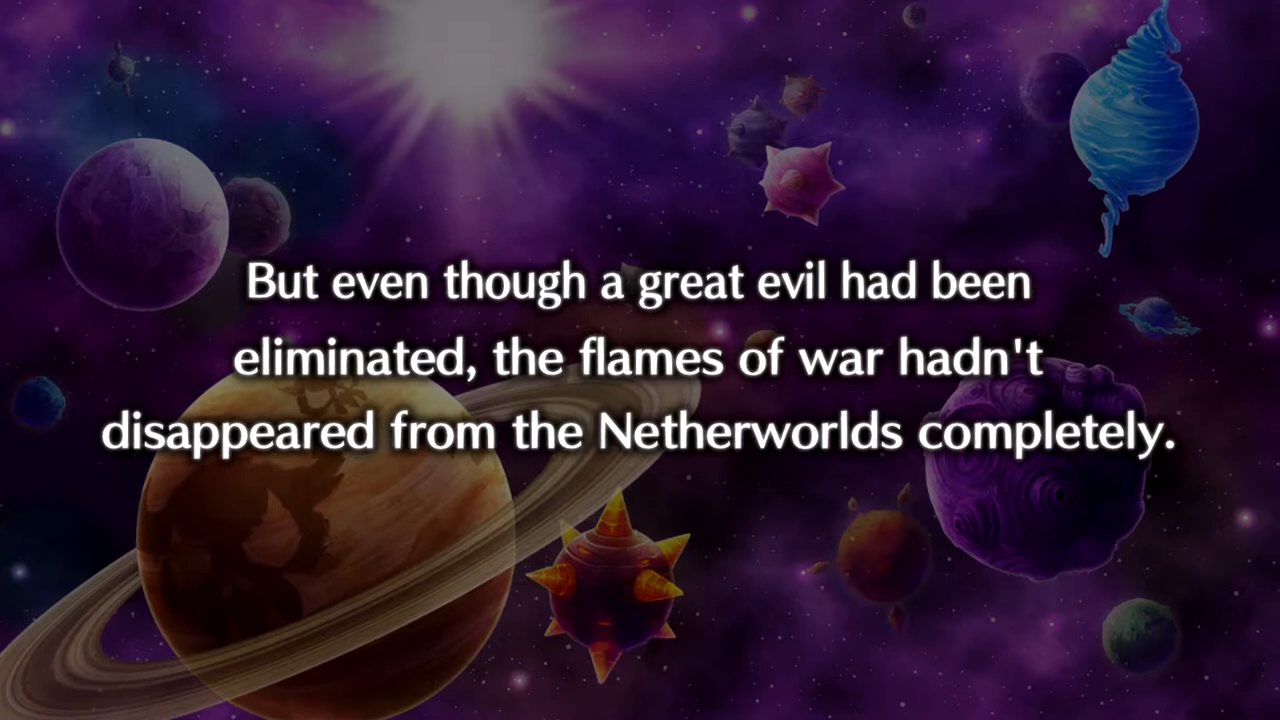 But even though a great evil had been
eliminated, the flames of war hadn't
disappeared from the Netherworlds completely.